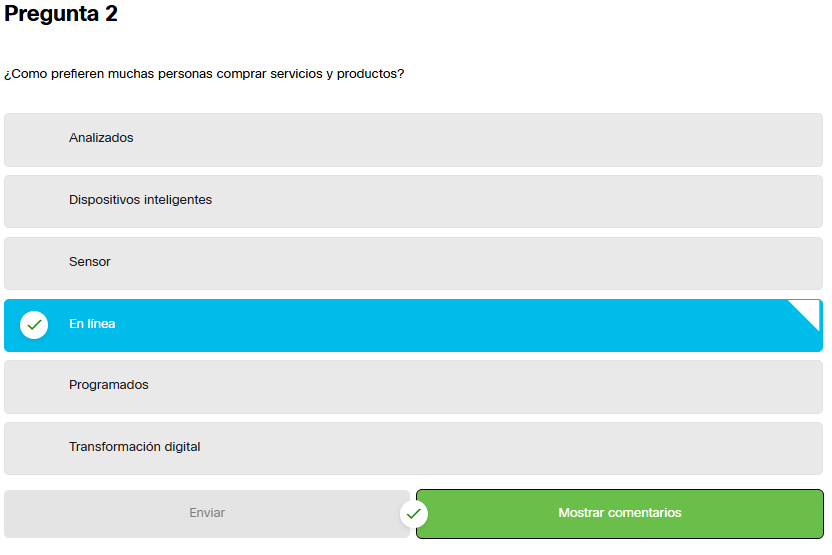 Pregunta 2
¿Como prefieren muchas personas comprar servicios y productos?
Analizados
Dispositivos inteligentes
Sensor
En línea
Programados
Transformación digital
Enviar
Mostrar comentarios